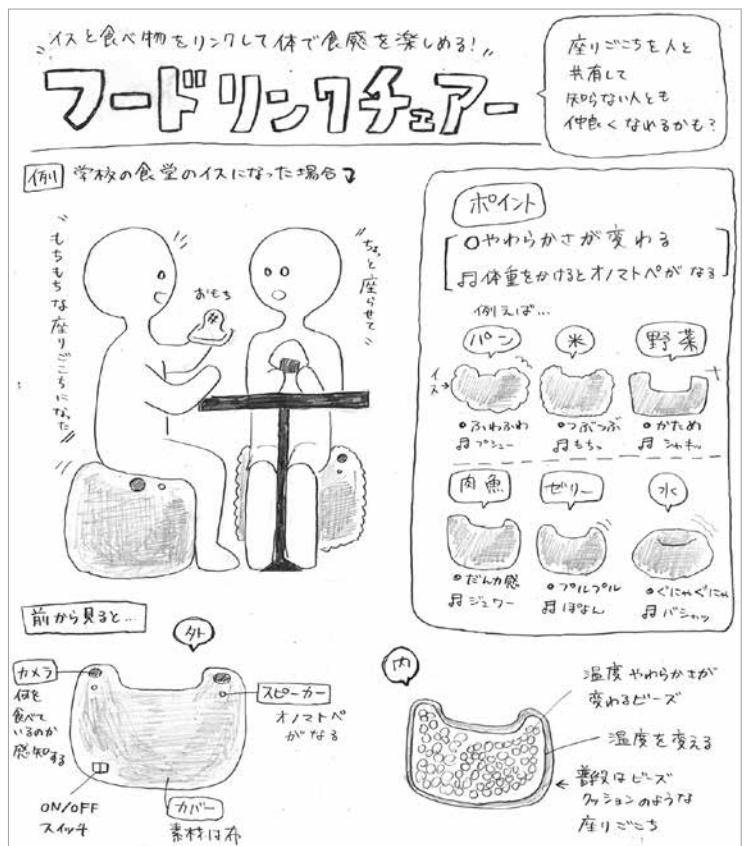 イスと食べ物をリンクして体で食感を楽しめる!
フードリンクチェアー
座りごこちを人と
共有して
知らない人とも
仲良くなれるかも?
例 学校の食堂のイスになった場合
もちもちな座りごこちになった
おもち
ちょっと座らせて
ポイント
○やわらかさが変わる
♫体重をかけるとオノマトペがなる
例えば…
パン
米
野菜
イス→
●ふわふわ
♫プシュー
●つぶつぶ
♫もちっ
●かため
♫シャキッ
肉魚
ゼリー
水
●だんカ感
♫ジュワー
●プルプル
♫ぽよん
●ぐにゃぐにゃ
♫バシャッ
前から見ると…
外
カメラ
何を
食べて
いるのか
感知する
スピーカー
オノマトペ
がなる
ON/OFF
スイッチ
カバー
素材は布
内
温度やわらかさが
変わるビーズ
温度を変える
普段はビーズ
クッションのような
座りごこち